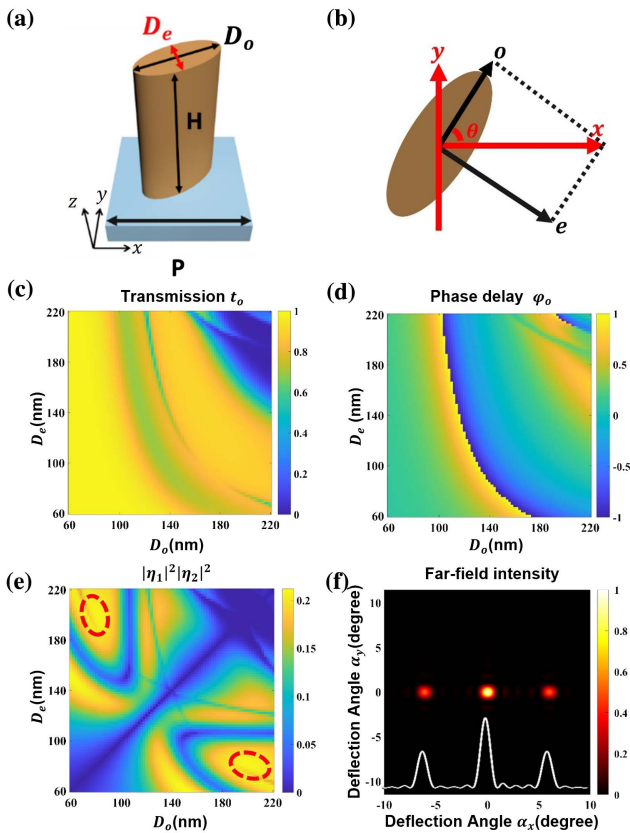 (a)
D_e
D_o
H
z
y
x
P
(b)
y
o
θ
x
e
(c)
Transmission t_o
220
180
140
100
60
D_e(nm)
60
100
140
180
220
D_o(nm)
1
0.8
0.6
0.4
0.2
0
(d)
Phase delay φ_o
220
180
140
100
60
D_e (nm)
60
100
140
180
220
D_o(nm)
1
0.5
0
-0.5
-1
(e)
|η_1|^2|η_2|^2
220
180
140
100
60
D_e(nm)
60
100
140
180
220
D_o(nm)
0.2
0.15
0.1
0.05
0
(f)
Far-field intensity
10
5
0
-5
-10
Deflection Angle α_y(degree)
-10
-5
0
5
10
Deflection Angle α_x(degree)
1
0.8
0.6
0.4
0.2
0